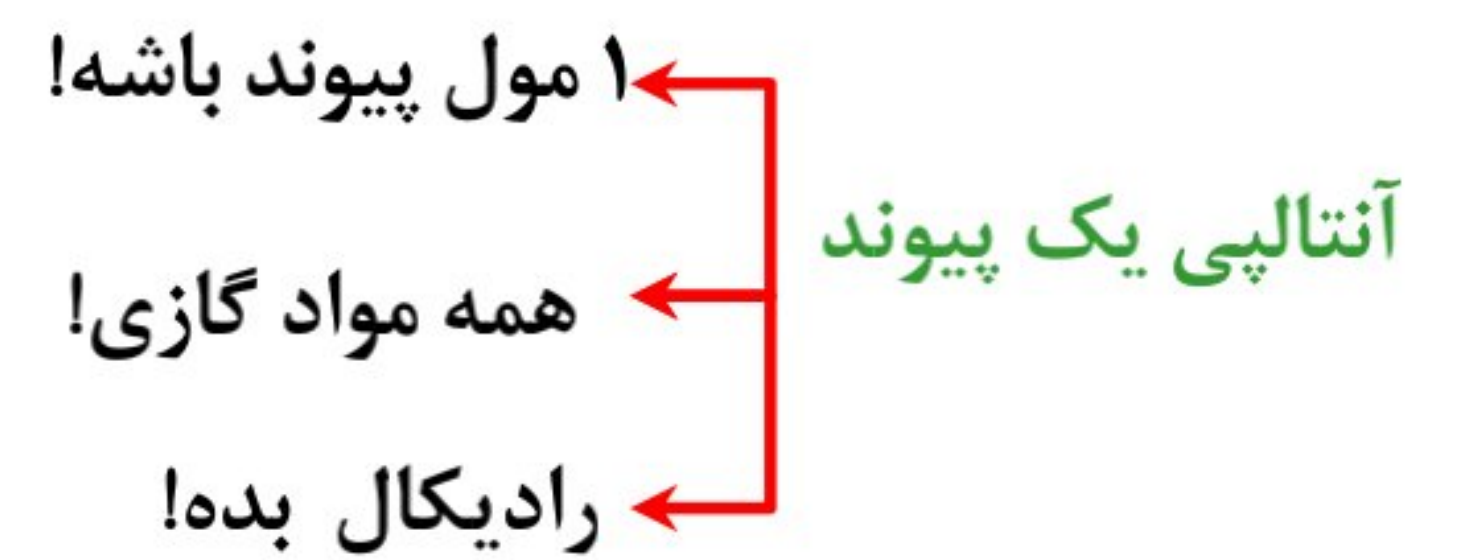 آنتالپی یک پیوند
۱ مول پیوند باشه!
همه مواد گازی!
رادیکال بده!